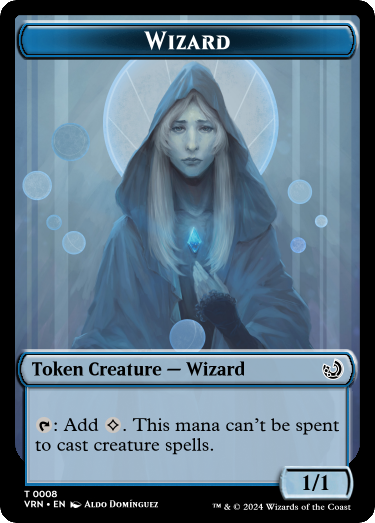 Wizard
Token Creature — Wizard
: Add . This mana can't be spent
to cast creature spells.
1/1
T 0008
VRN • EN Aldo Domínguez
™ & © 2024 Wizards of the Coast